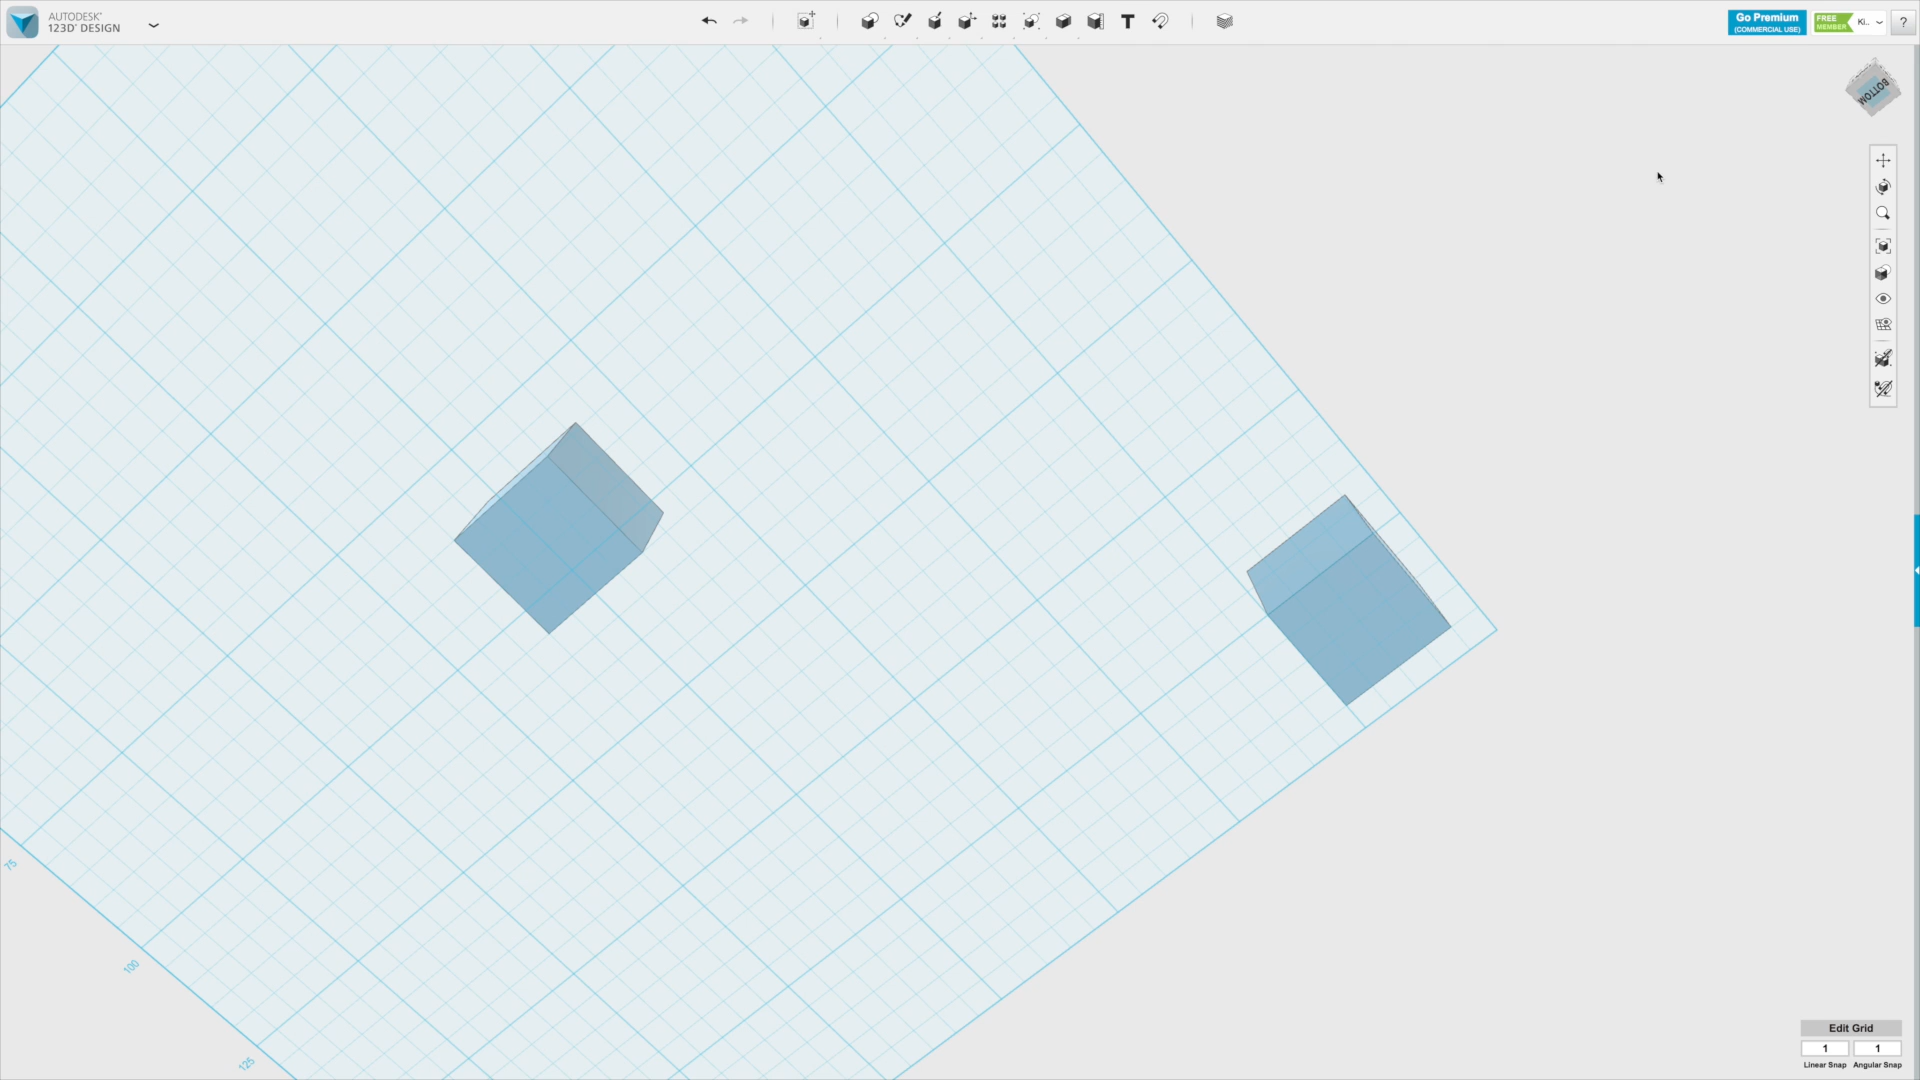 AUTODESK®
123D® DESIGN
T
Go Premium
(COMMERCIAL USE)
FREE
MEMBER
Ki..
?
BOTTOM
75
100
125
Edit Grid
1
1
Linear Snap
Angular Snap